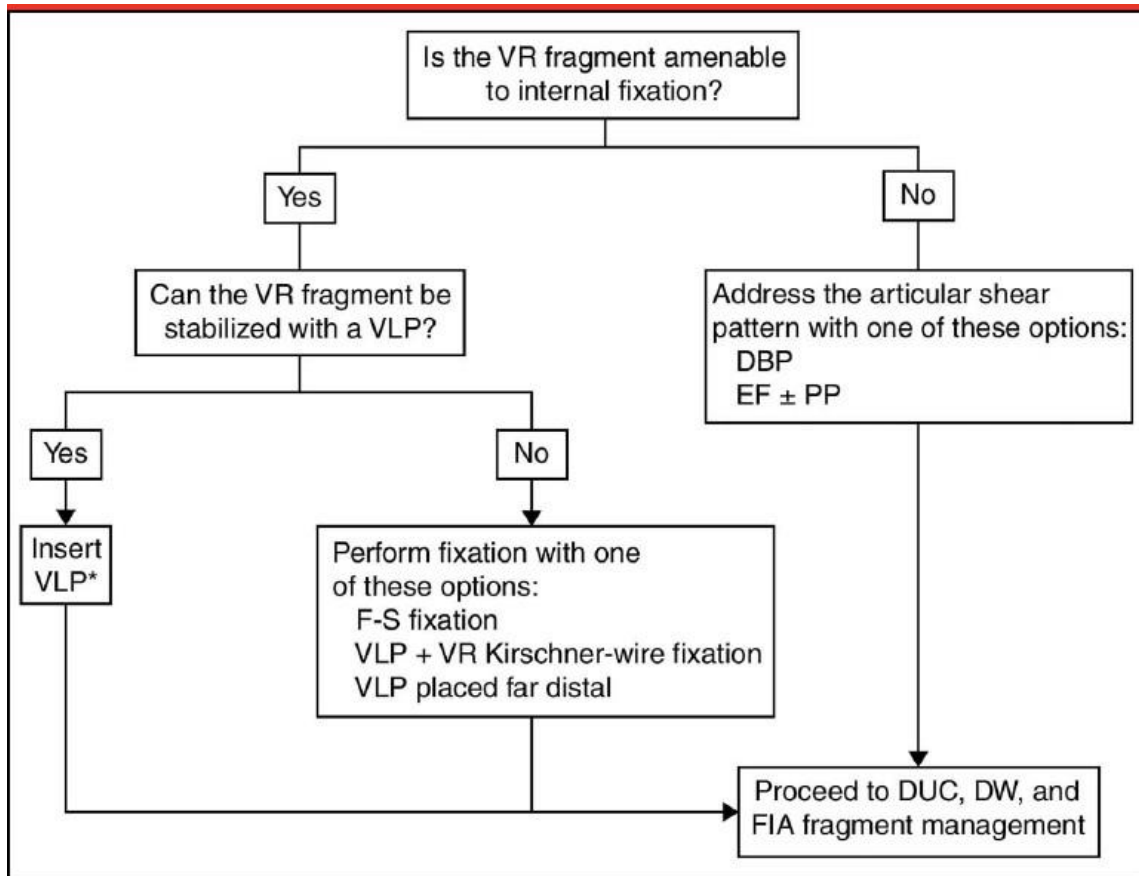 Is the VR fragment amenable
to internal fixation?
Yes
No
Can the VR fragment be
stabilized with a VLP?
Address the articular shear
pattern with one of these options:
DBP
EF ± PP
Yes
No
Insert
VLP*
Perform fixation with one
of these options:
F-S fixation
VLP + VR Kirschner-wire fixation
VLP placed far distal
Proceed to DUC, DW, and
FIA fragment management